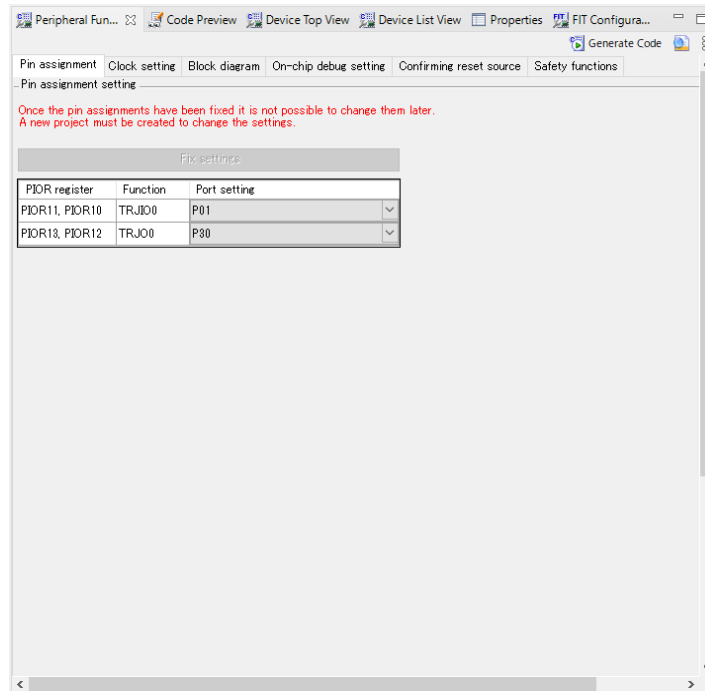 Peripheral Fun... Code Preview Device Top View Device List View Properties FIT Configura...
Generate Code
Pin assignment Clock setting Block diagram On-chip debug setting Confirming reset source Safety functions
Pin assignment setting
Once the pin assignments have been fixed it is not possible to change them later.
A new project must be created to change the settings.
Fix settings
PIOR register Function Port setting
PIOR11, PIOR10 TRJIO0 P01
PIOR13, PIOR12 TRJO0 P30